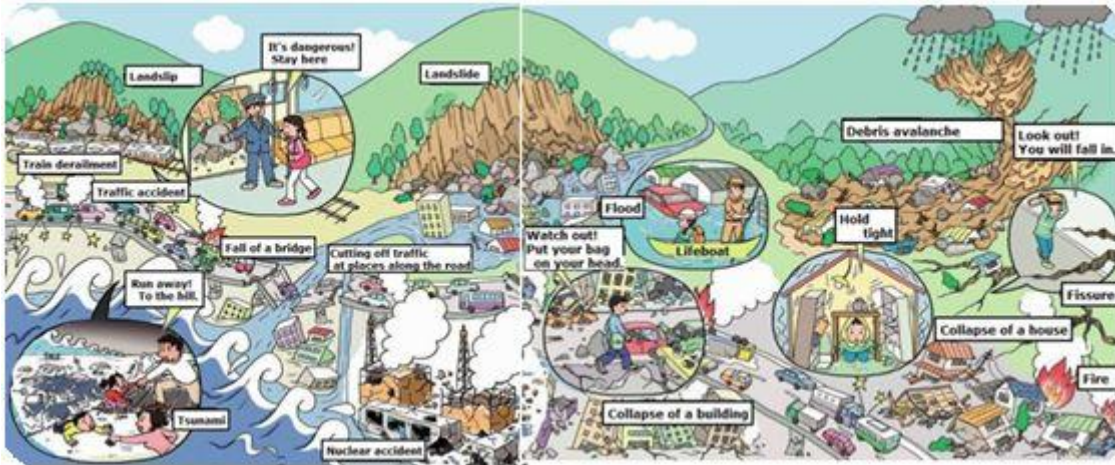 It's dangerous!
Stay here
Landslip
Landslide
Train derailment
Traffic accident
Fall of a bridge
Cutting off traffic
at places along the road
Run away!
To the hill.
Tsunami
Nuclear accident
Debris avalanche
Look out!
You will fall in.
Flood
Lifeboat
Hold
tight
Watch out!
Put your bag
on your head.
Fissure
Collapse of a house
Fire
Collapse of a building